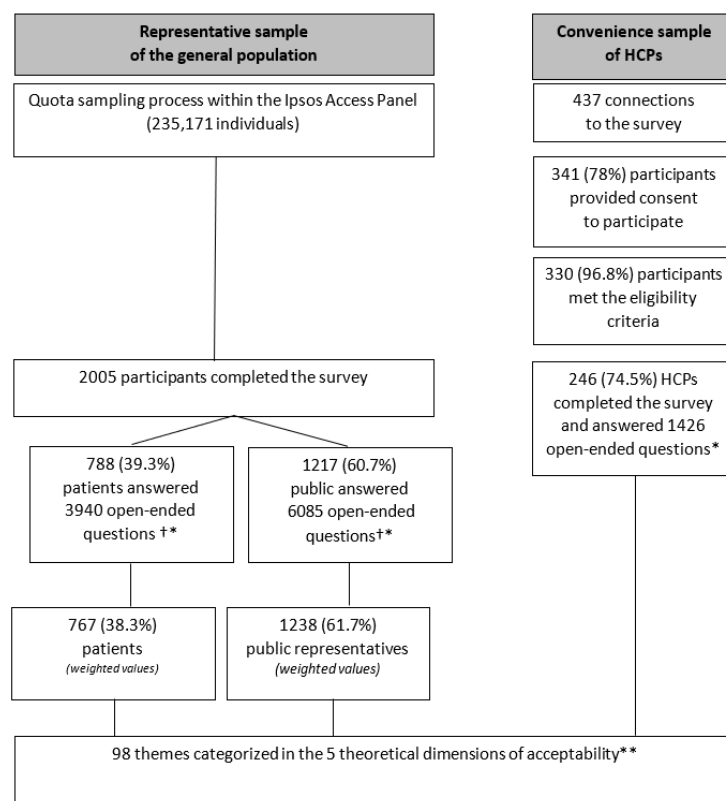 Representative sample
of the general population
Quota sampling process within the Ipsos Access Panel
(235,171 individuals)
2005 participants completed the survey
788 (39.3%)
patients answered
3940 open-ended
questions †*
1217 (60.7%)
public answered
6085 open-ended
questions†*
767 (38.3%)
patients
(weighted values)
1238 (61.7%)
public representatives
(weighted values)
Convenience sample
of HCPs
437 connections
to the survey
341 (78%) participants
provided consent
to participate
330 (96.8%) participants
met the eligibility
criteria
246 (74.5%) HCPs
completed the survey
and answered 1426
open-ended questions*
98 themes categorized in the 5 theoretical dimensions of acceptability**